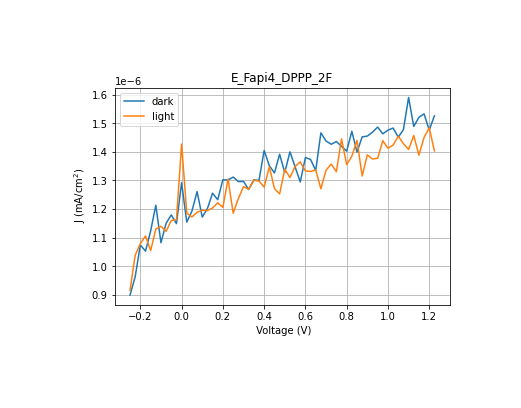 E_Fapi4_DPPP_2F
1e−6
dark
light
1.6
1.5
1.4
1.3
1.2
1.1
1.0
0.9
J (mA/cm²)
−0.2 0.0 0.2 0.4 0.6 0.8 1.0 1.2
Voltage (V)